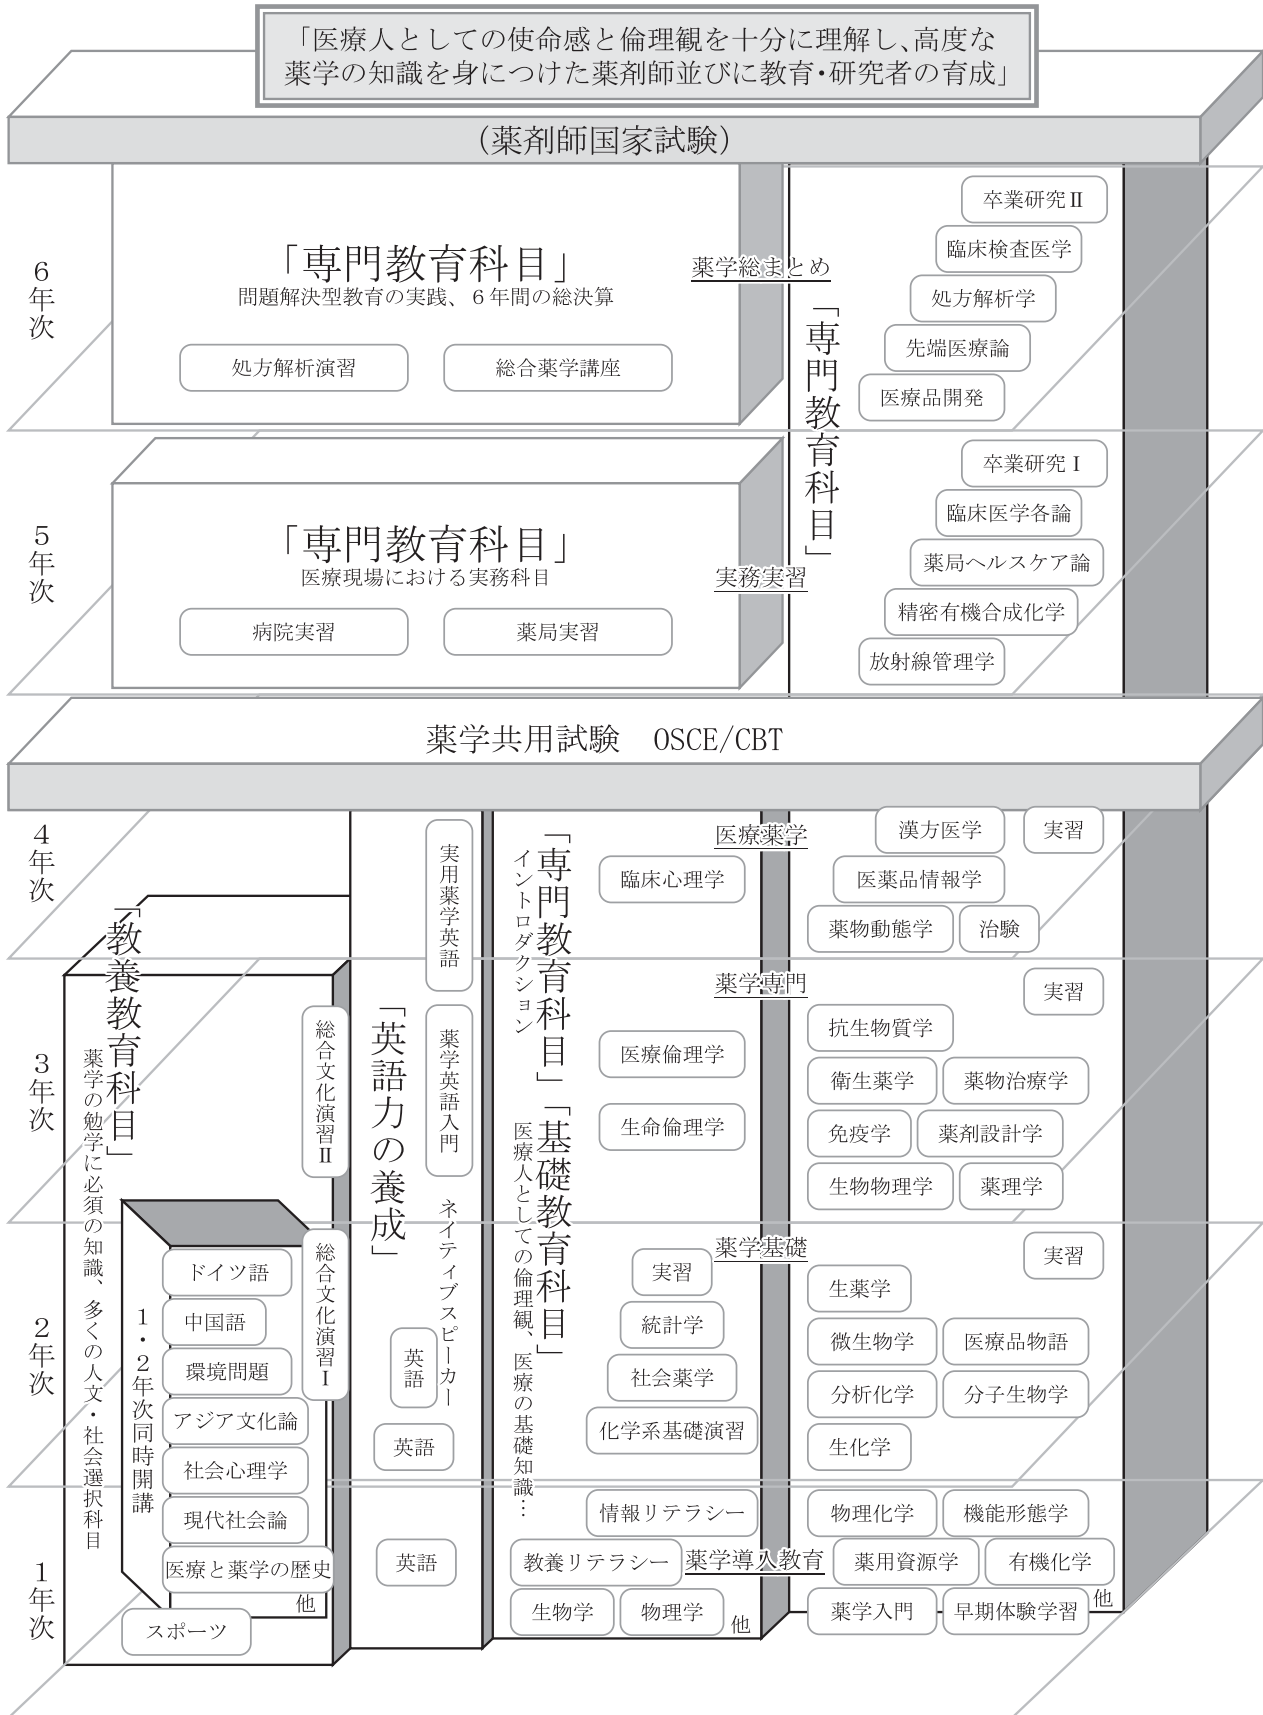 「医療人としての使命感と倫理観を十分に理解し、高度な
薬学の知識を身につけた薬剤師並びに教育・研究者の育成」
（薬剤師国家試験）
6年次
「専門教育科目」
問題解決型教育の実践、６年間の総決算
処方解析演習
総合薬学講座
薬学総まとめ
「専門教育科目」
卒業研究Ⅱ
臨床検査医学
処方解析学
先端医療論
医療品開発
5年次
「専門教育科目」
医療現場における実務科目
病院実習
薬局実習
実務実習
卒業研究Ⅰ
臨床医学各論
薬局ヘルスケア論
精密有機合成化学
放射線管理学
薬学共用試験　OSCE/CBT
4年次
3年次
2年次
1年次
「教養教育科目」
薬学の勉学に必須の知識、多くの人文・社会選択科目
総合文化演習Ⅱ
総合文化演習Ⅰ
1・2年次同時開講
ドイツ語
中国語
環境問題
アジア文化論
社会心理学
現代社会論
医療と薬学の歴史
他
スポーツ
「英語力の養成」
実用薬学英語
薬学英語入門
ネイティブスピーカー
英語
英語
英語
「専門教育科目」
イントロダクション
「基礎教育科目」
医療人としての倫理観、医療の基礎知識…
臨床心理学
医療倫理学
生命倫理学
実習
統計学
社会薬学
化学系基礎演習
情報リテラシー
教養リテラシー
生物学
物理学
他
医療薬学
漢方医学
実習
医薬品情報学
薬物動態学
治験
薬学専門
実習
抗生物質学
衛生薬学
薬物治療学
免疫学
薬剤設計学
生物物理学
薬理学
薬学基礎
実習
生薬学
微生物学
医療品物語
分析化学
分子生物学
生化学
薬学導入教育
物理化学
機能形態学
薬用資源学
有機化学
薬学入門
早期体験学習
他